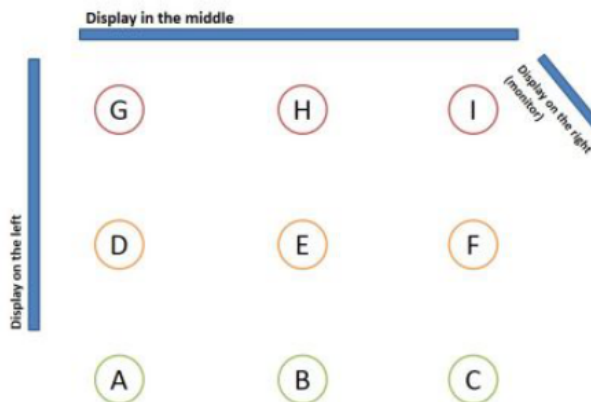 Display in the middle
Display on the left
Display on the right
(monitor)
G H I
D E F
A B C